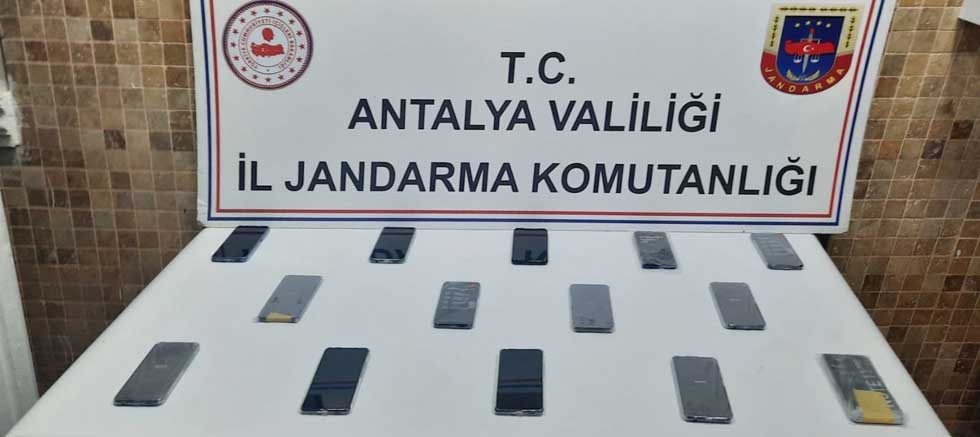 T.C.
ANTALYA VALİLİĞİ
İL JANDARMA KOMUTANLIĞI
JANDARMA